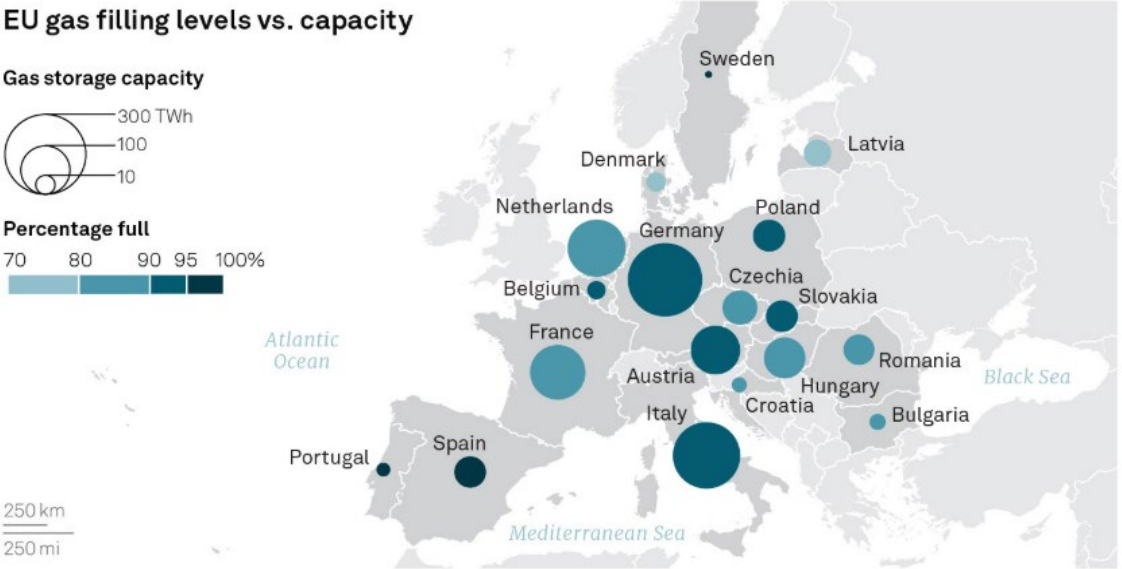 EU gas filling levels vs. capacity
Gas storage capacity
300 TWh
100
10
Percentage full
70 80 90 95 100%
Sweden
Latvia
Denmark
Netherlands
Poland
Germany
Czechia
Belgium
Slovakia
France
Atlantic
Ocean
Romania
Austria
Black Sea
Hungary
Croatia
Italy
Bulgaria
Spain
Portugal
Mediterranean Sea
250 km
250 mi